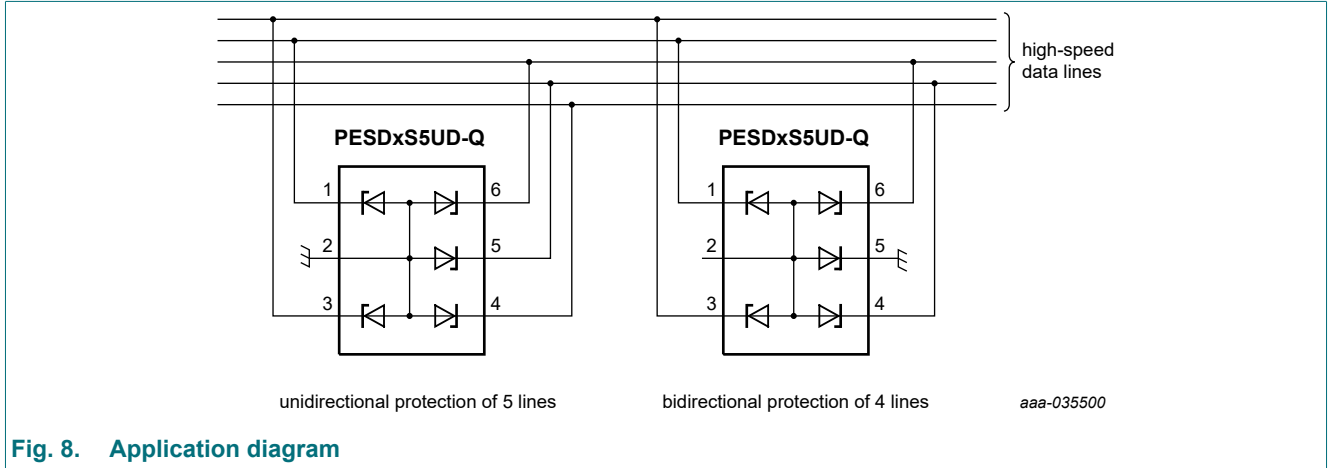 high-speed
data lines
PESDxS5UD-Q
PESDxS5UD-Q
1
6
1
6
2
5
2
5
3
4
3
4
unidirectional protection of 5 lines
bidirectional protection of 4 lines
aaa-035500
Fig. 8. Application diagram